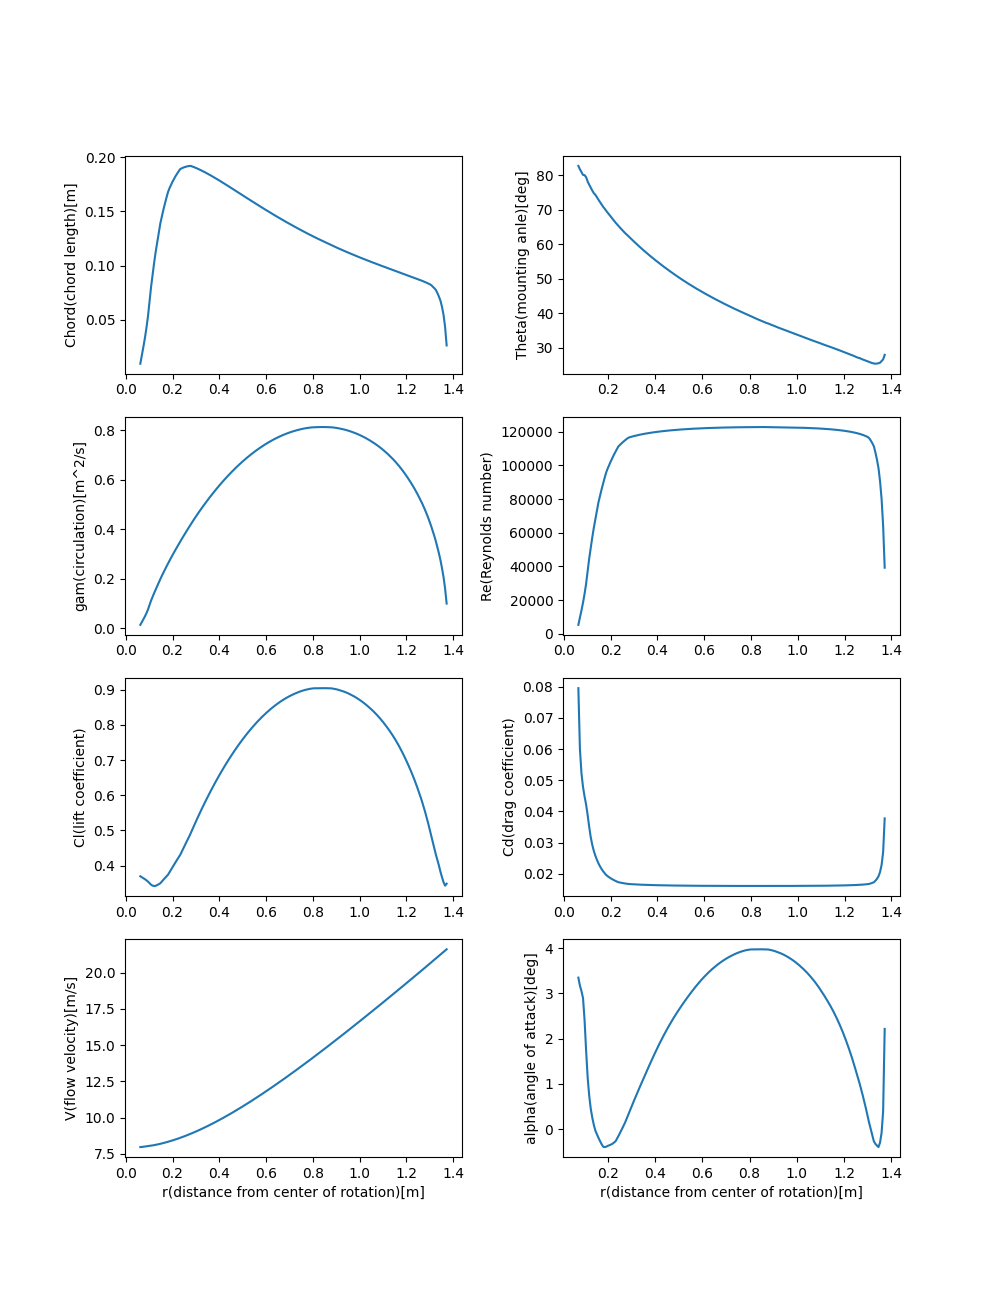 0.20
0.15
0.10
0.05
Chord(chord length)[m]
0.0 0.2 0.4 0.6 0.8 1.0 1.2 1.4
80
70
60
50
40
30
Theta(mounting anle)[deg]
0.2 0.4 0.6 0.8 1.0 1.2 1.4
0.8
0.6
0.4
0.2
0.0
gam(circulation)[m^2/s]
0.0 0.2 0.4 0.6 0.8 1.0 1.2 1.4
120000
100000
80000
60000
40000
20000
0
Re(Reynolds number)
0.0 0.2 0.4 0.6 0.8 1.0 1.2 1.4
0.9
0.8
0.7
0.6
0.5
0.4
Cl(lift coefficient)
0.0 0.2 0.4 0.6 0.8 1.0 1.2 1.4
0.08
0.07
0.06
0.05
0.04
0.03
0.02
Cd(drag coefficient)
0.0 0.2 0.4 0.6 0.8 1.0 1.2 1.4
20.0
17.5
15.0
12.5
10.0
7.5
V(flow velocity)[m/s]
0.0 0.2 0.4 0.6 0.8 1.0 1.2 1.4
r(distance from center of rotation)[m]
4
3
2
1
0
alpha(angle of attack)[deg]
0.2 0.4 0.6 0.8 1.0 1.2 1.4
r(distance from center of rotation)[m]